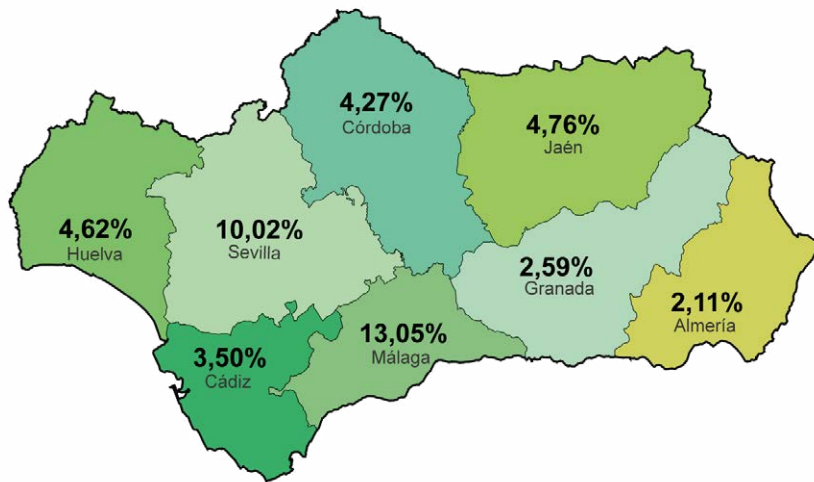 4,27%
Córdoba
4,76%
Jaén
4,62%
Huelva
10,02%
Sevilla
2,59%
Granada
2,11%
Almería
3,50%
Cádiz
13,05%
Málaga